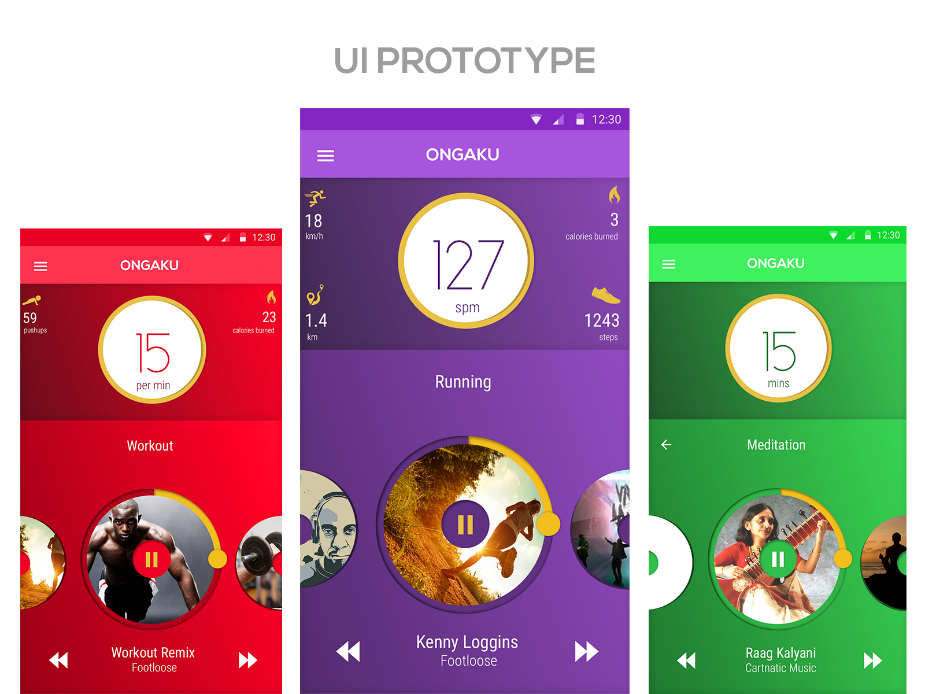 UI PROTOTYPE
12:30
ONGAKU
59
pushups
23
calories burned
15
per min
Workout
Workout Remix
Footloose
12:30
ONGAKU
18
km/h
3
calories burned
127
spm
1.4
km
1243
steps
Running
Kenny Loggins
Footloose
12:30
ONGAKU
15
mins
Meditation
Raag Kalyani
Cartnatic Music